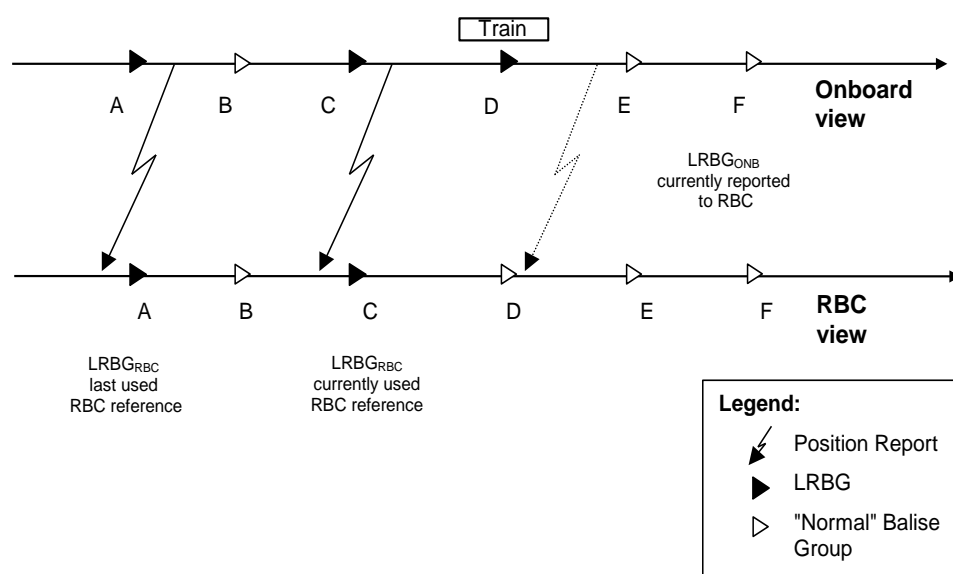 Train
A
B
C
D
E
F
Onboard
view
LRBGONB
currently reported
to RBC
A
B
C
D
E
F
RBC
view
LRBGRBC
last used
RBC reference
LRBGRBC
currently used
RBC reference
Legend:
Position Report
LRBG
"Normal" Balise
Group